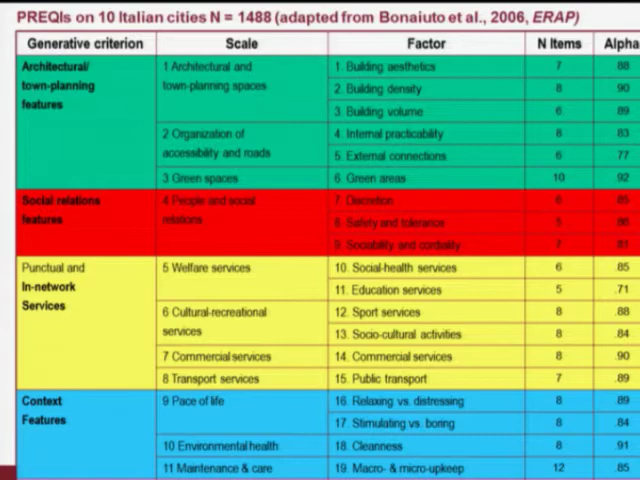 PREQIs on 10 Italian cities N = 1488 (adapted from Bonaiuto et al., 2006, ERAP)
Generative criterion Scale Factor N Items Alpha
Architectural/ 1 Architectural and 1. Building aesthetics 7 88
town-planning town-planning spaces 2. Building density 8 90
features 3. Building volume 6 89
2 Organization of 4. Internal practicability 8 83
accessibility and roads 5. External connections 6 77
3 Green spaces 6. Green areas 10 92
Social relations 4 People and social 7. Discretion 6 85
features relations 8. Safety and tolerance 5
9. Sociability and cordiality 7 .81
Punctual and 5 Welfare services 10. Social-health services 6 .85
In-network 11. Education services 5 .71
Services 6 Cultural-recreational 12. Sport services 8 .88
services 13. Socio-cultural activities 8 .84
7 Commercial services 14. Commercial services 8 .90
8 Transport services 15. Public transport 7 .89
Context 9 Pace of life 16. Relaxing vs. distressing 8 .89
Features 17. Stimulating vs. boring 8 .84
10 Environmental health 18. Cleanness 8 .91
11 Maintenance & care 19. Macro- & micro-upkeep 12 .85